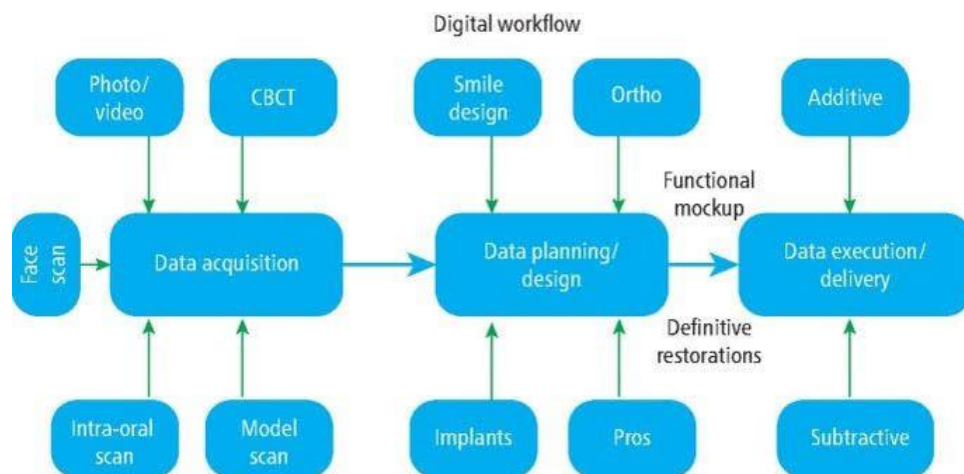 Digital workflow
Photo/
video
CBCT
Smile
design
Ortho
Additive
Functional
mockup
Face
scan
Data acquisition
Data planning/
design
Data execution/
delivery
Definitive
restorations
Intra-oral
scan
Model
scan
Implants
Pros
Subtractive